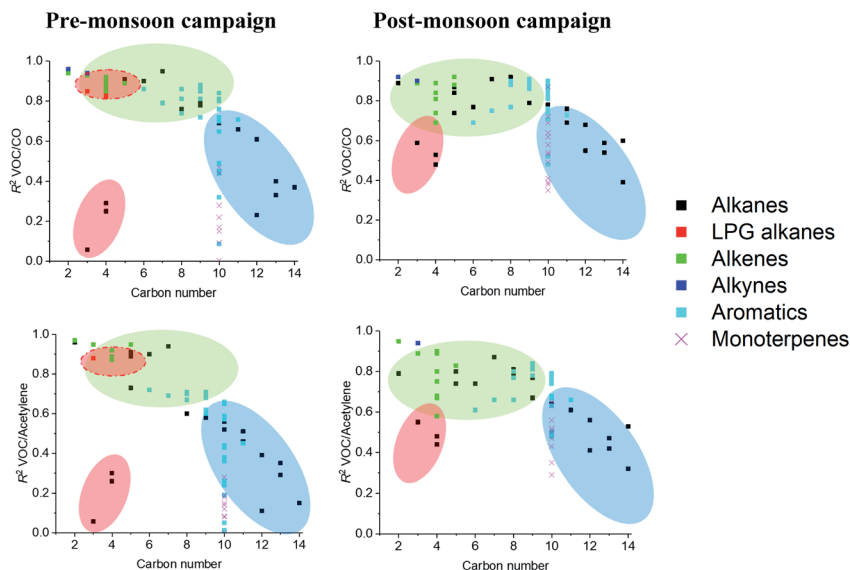 Pre-monsoon campaign
Post-monsoon campaign
1.0
0.8
0.6
0.4
0.2
0.0
R² VOC/CO
2 4 6 8 10 12 14
Carbon number
1.0
0.8
0.6
0.4
0.2
0.0
R² VOC/CO
2 4 6 8 10 12 14
Carbon number
1.0
0.8
0.6
0.4
0.2
0.0
R² VOC/Acetylene
2 4 6 8 10 12 14
Carbon number
1.0
0.8
0.6
0.4
0.2
0.0
R² VOC/Acetylene
2 4 6 8 10 12 14
Carbon number
Alkanes
LPG alkanes
Alkenes
Alkynes
Aromatics
Monoterpenes